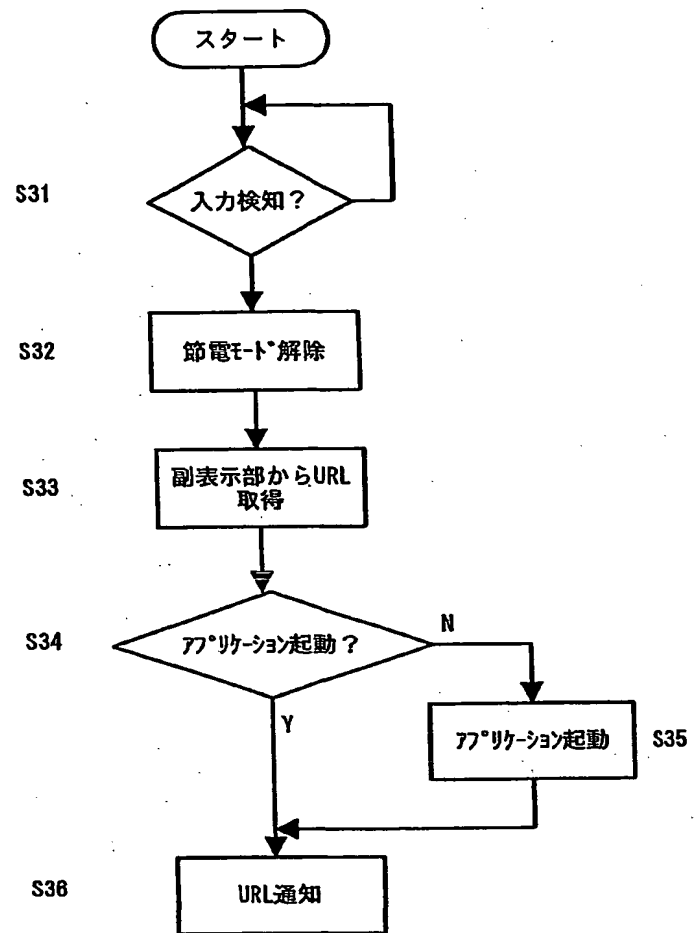 スタート
S31
入力検知？
S32
節電ﾓｰﾄﾞ解除
S33
副表示部からURL
取得
S34
ｱﾌﾟﾘｹｰｼｮﾝ起動？
N
Y
ｱﾌﾟﾘｹｰｼｮﾝ起動
S35
S36
URL通知